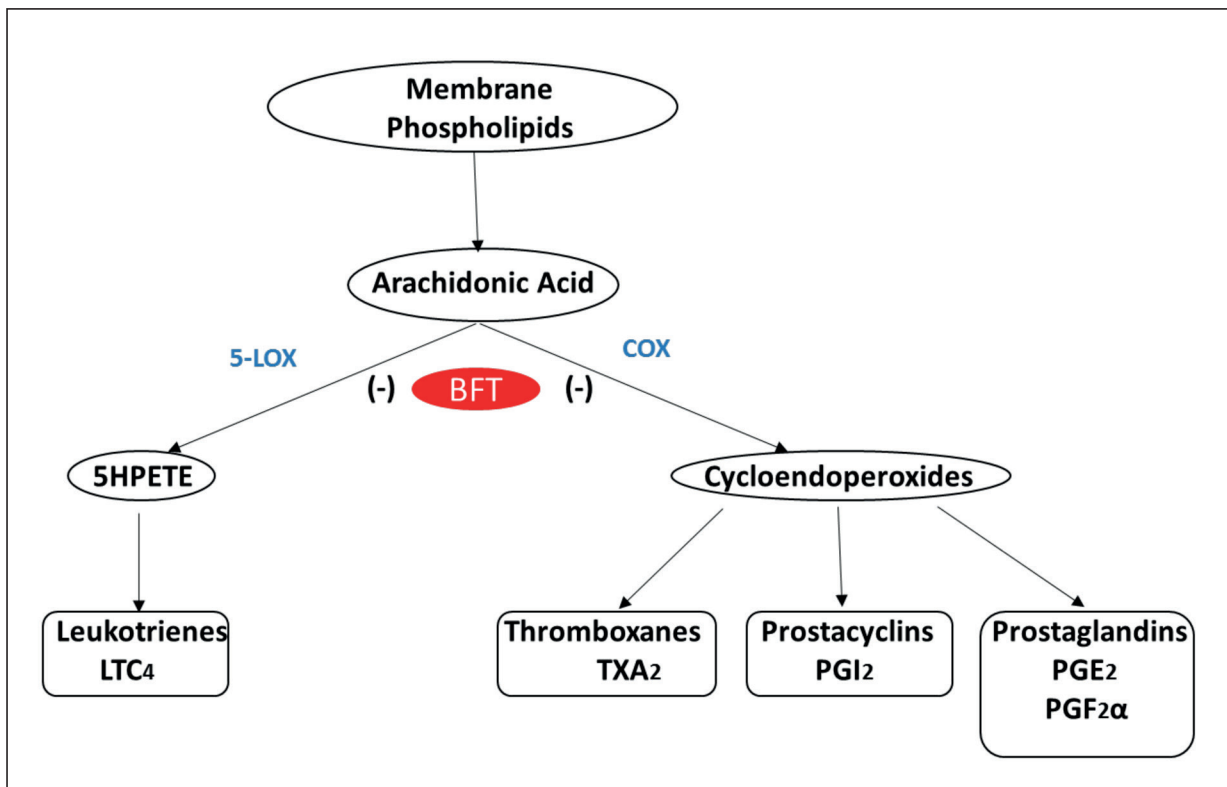 Membrane
Phospholipids
Arachidonic Acid
5-LOX
COX
(-)
BFT
(-)
5HPETE
Cycloendoperoxides
Leukotrienes
LTC4
Thromboxanes
TXA2
Prostacyclins
PGI2
Prostaglandins
PGE2
PGF2α